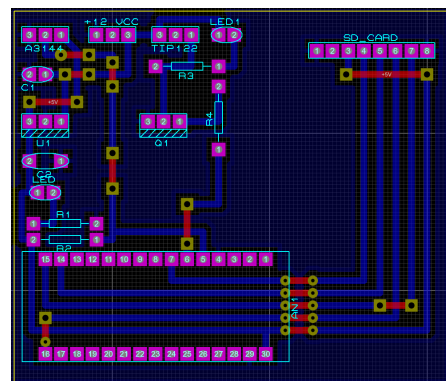 +12 VCC LED1
3 2 1 3 2 1 3 2 1 2 1
A3144 TIP122 SD_CARD
1 2 3 4 5 6 7 8
2 1 R3 1 +5V
C1 2
+5V R4
3 2 1 3 2 1
U1 Q1
2 1 1
C2
LED
2 1
1 R1 2
2 R2 1
15 14 13 12 11 10 9 8 7 6 5 4 3 2 1
AN1
16 17 18 19 20 21 22 23 24 25 26 27 28 29 30